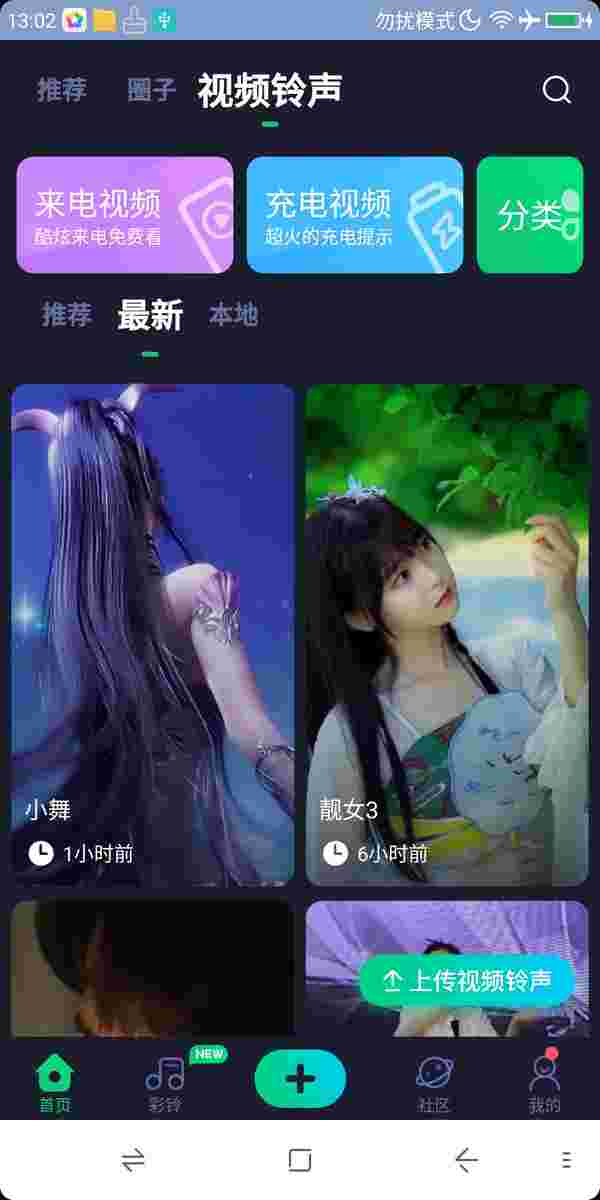 13:02 勿扰模式
推荐 圈子 视频铃声
来电视频 充电视频 分类
酷炫来电免费看 超火的充电提示
推荐 最新 本地
小舞 靓女3
1小时前 6小时前
上传视频铃声
NEW
首页 彩铃 社区 我的